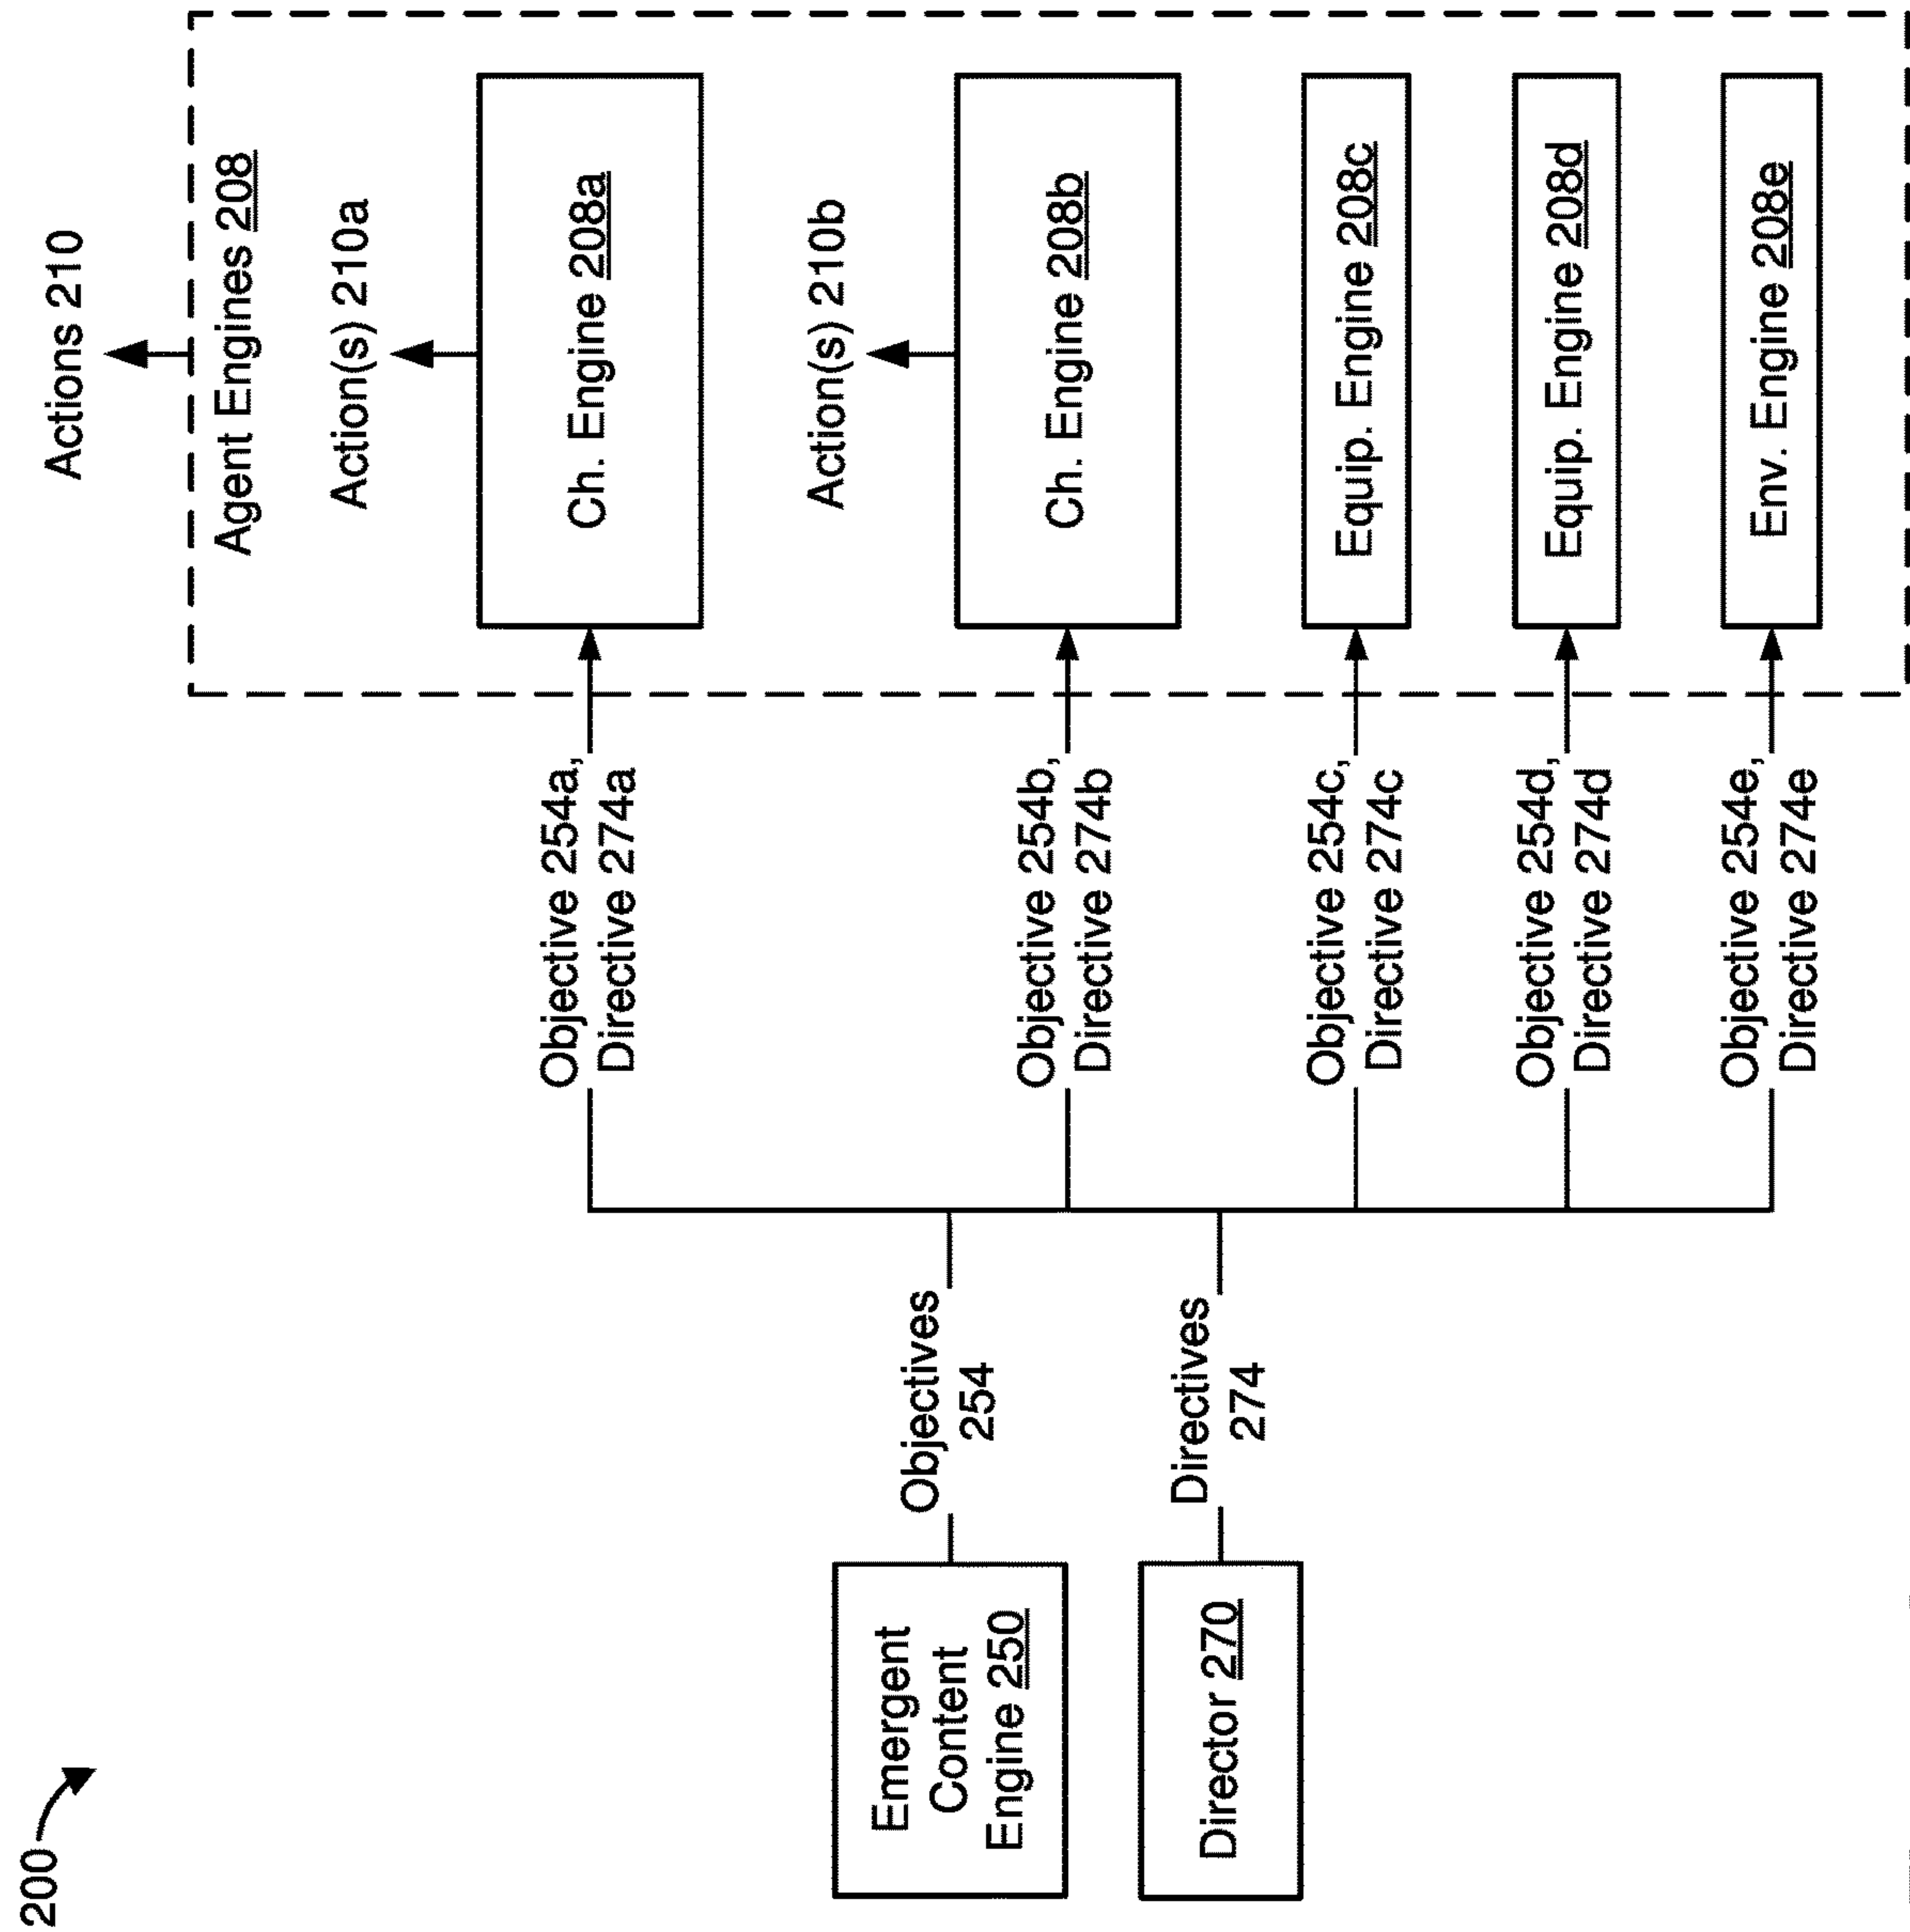 200
Actions 210
Agent Engines 208
Action(s) 210a
Ch. Engine 208a
Action(s) 210b
Ch. Engine 208b
Equip. Engine 208c
Equip. Engine 208d
Env. Engine 208e
Objective 254a,
Directive 274a
Objective 254b,
Directive 274b
Objective 254c,
Directive 274c
Objective 254d,
Directive 274d
Objective 254e,
Directive 274e
Objectives
254
Directives
274
Emergent
Content
Engine 250
Director 270